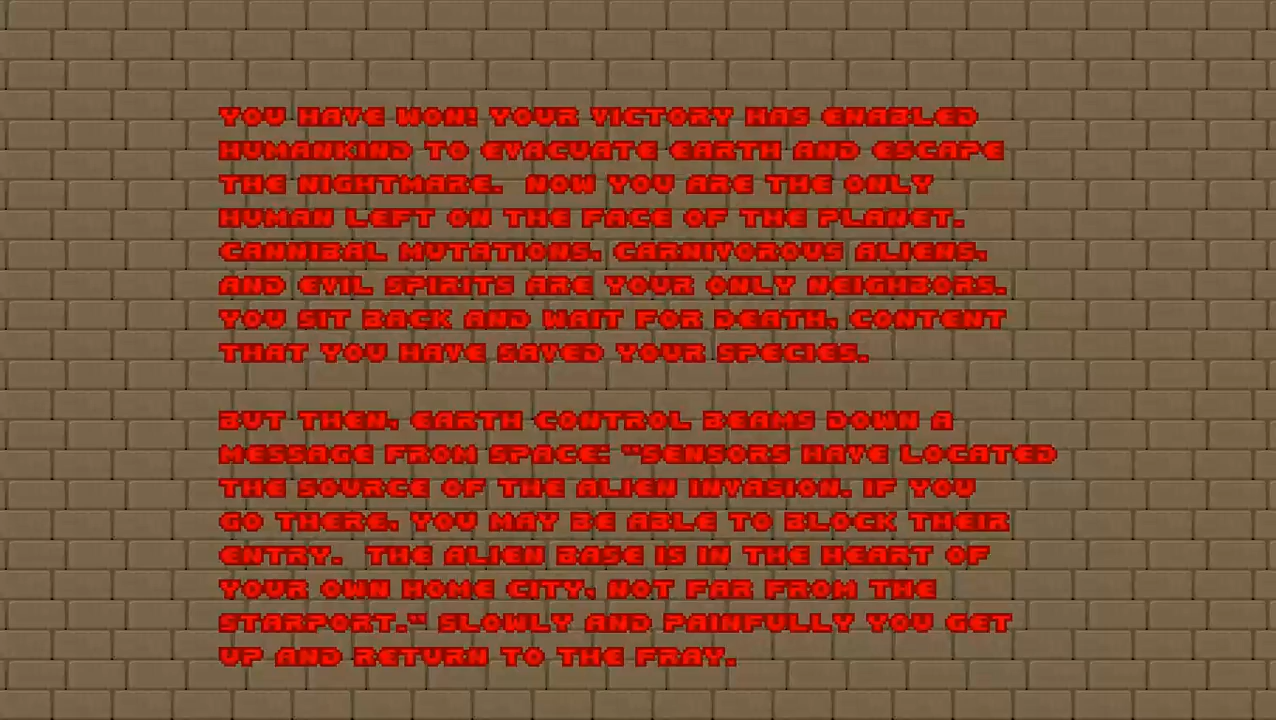 YOU HAVE WON! YOUR VICTORY HAS ENABLED
HUMANKIND TO EVACUATE EARTH AND ESCAPE
THE NIGHTMARE.  NOW YOU ARE THE ONLY
HUMAN LEFT ON THE FACE OF THE PLANET.
CANNIBAL MUTATIONS, CARNIVOROUS ALIENS,
AND EVIL SPIRITS ARE YOUR ONLY NEIGHBORS.
YOU SIT BACK AND WAIT FOR DEATH, CONTENT
THAT YOU HAVE SAVED YOUR SPECIES.
BUT THEN, EARTH CONTROL BEAMS DOWN A
MESSAGE FROM SPACE: "SENSORS HAVE LOCATED
THE SOURCE OF THE ALIEN INVASION. IF YOU
GO THERE, YOU MAY BE ABLE TO BLOCK THEIR
ENTRY.  THE ALIEN BASE IS IN THE HEART OF
YOUR OWN HOME CITY, NOT FAR FROM THE
STARPORT." SLOWLY AND PAINFULLY YOU GET
UP AND RETURN TO THE FRAY.